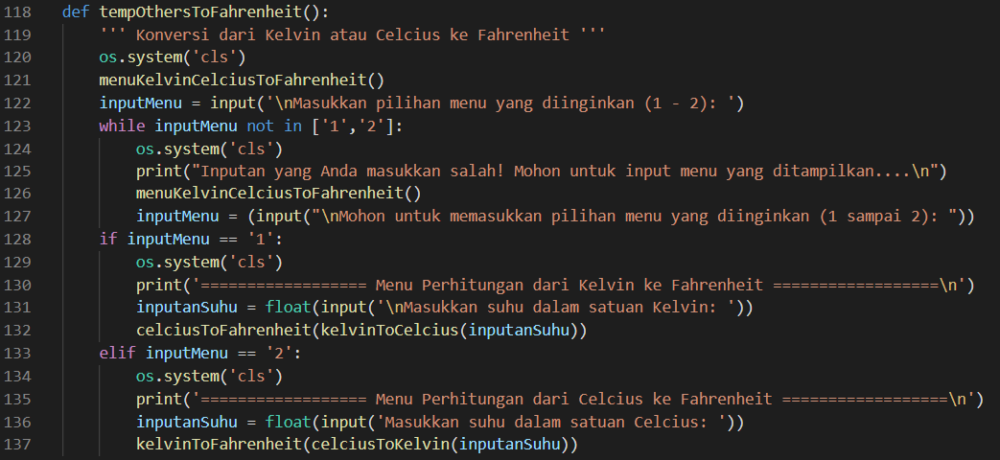 118 def tempOthersToFahrenheit():
119     ''' Konversi dari Kelvin atau Celcius ke Fahrenheit '''
120     os.system('cls')
121     menuKelvinCelciusToFahrenheit()
122     inputMenu = input('\nMasukkan pilihan menu yang diinginkan (1 - 2): ')
123     while inputMenu not in ['1','2']:
124         os.system('cls')
125         print("Inputan yang Anda masukkan salah! Mohon untuk input menu yang ditampilkan....\n")
126         menuKelvinCelciusToFahrenheit()
127         inputMenu = (input("\nMohon untuk memasukkan pilihan menu yang diinginkan (1 sampai 2): "))
128     if inputMenu == '1':
129         os.system('cls')
130         print('================== Menu Perhitungan dari Kelvin ke Fahrenheit ==================\n')
131         inputanSuhu = float(input('\nMasukkan suhu dalam satuan Kelvin: '))
132         celciusToFahrenheit(kelvinToCelcius(inputanSuhu))
133     elif inputMenu == '2':
134         os.system('cls')
135         print('================== Menu Perhitungan dari Celcius ke Fahrenheit ==================\n')
136         inputanSuhu = float(input('Masukkan suhu dalam satuan Celcius: '))
137         kelvinToFahrenheit(celciusToKelvin(inputanSuhu))